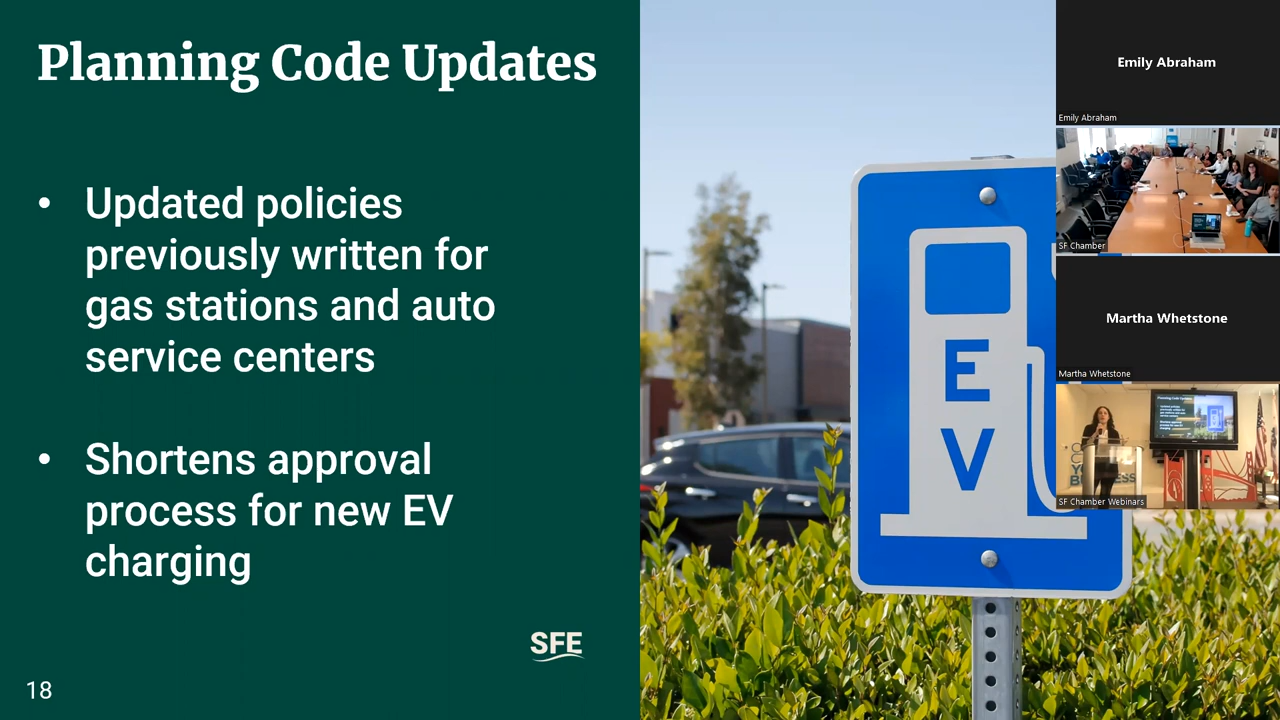 Planning Code Updates
• Updated policies
previously written for
gas stations and auto
service centers
• Shortens approval
process for new EV
charging
SFE
18
E
V
Emily Abraham
Emily Abraham
SF Chamber
Martha Whetstone
Martha Whetstone
SF Chamber Webinars